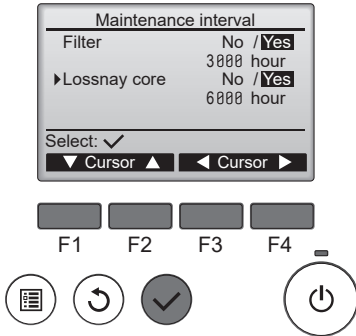 Maintenance interval
Filter No / Yes
3000 hour
▶Lossnay core No / Yes
6000 hour
Select: ✓
▼ Cursor ▲ ◀ Cursor ▶
F1 F2 F3 F4